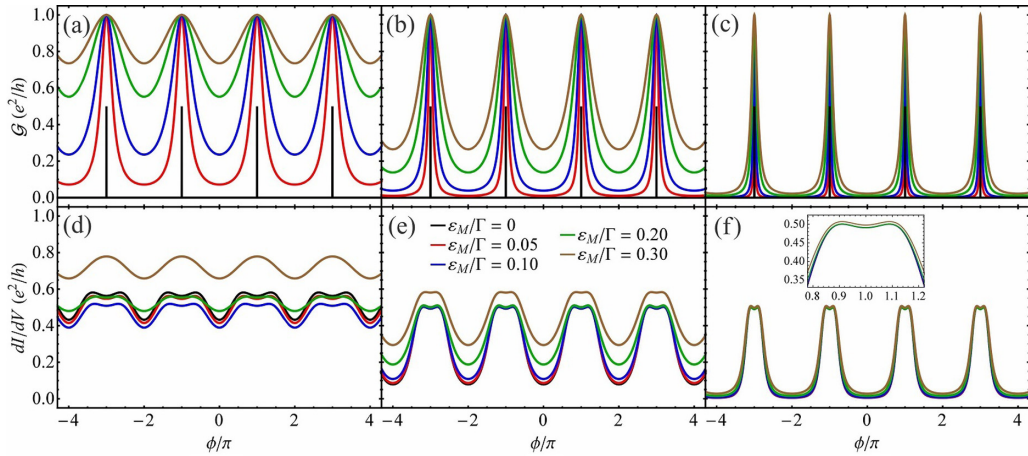 (a)
(b)
(c)
1.0
0.8
0.6
0.4
0.2
0.0
𝒢 (e²/h)
(d)
(e)
(f)
1.0
0.8
0.6
0.4
0.2
0.0
dI/dV (e²/h)
ε_M/Γ = 0
ε_M/Γ = 0.05
ε_M/Γ = 0.10
ε_M/Γ = 0.20
ε_M/Γ = 0.30
0.50
0.45
0.40
0.35
0.8 0.9 1.0 1.1 1.2
−4 −2 0 2 4
−4 −2 0 2 4
−4 −2 0 2 4
ϕ/π
ϕ/π
ϕ/π